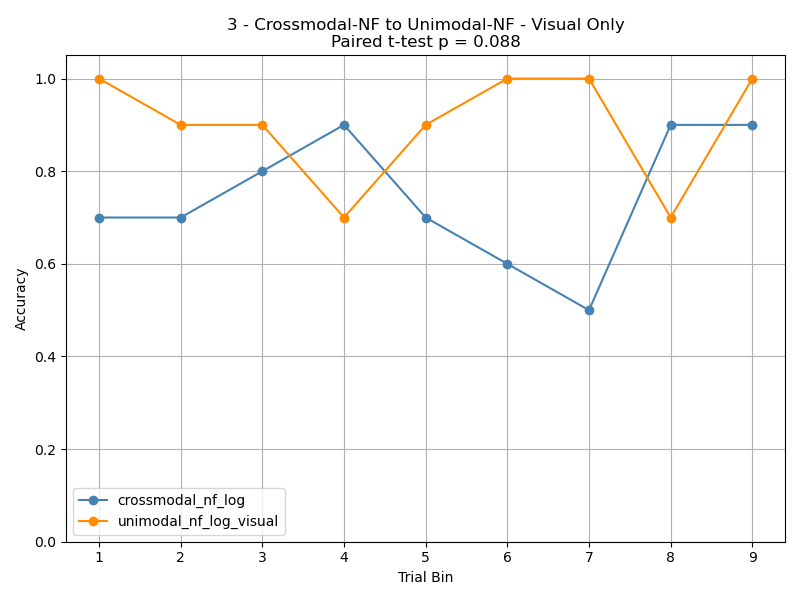 3 - Crossmodal-NF to Unimodal-NF - Visual Only
Paired t-test p = 0.088
1.0
0.8
0.6
0.4
0.2
0.0
Accuracy
crossmodal_nf_log
unimodal_nf_log_visual
1 2 3 4 5 6 7 8 9
Trial Bin